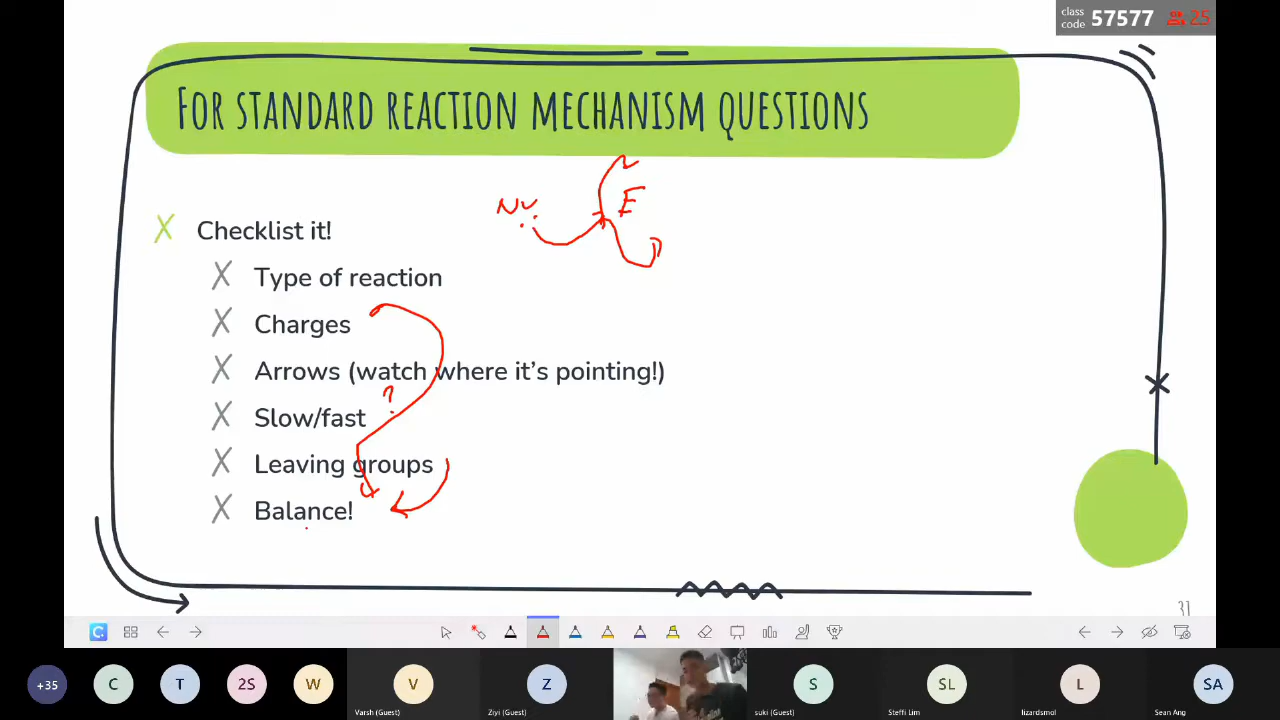 class
code 57577 25
FOR STANDARD REACTION MECHANISM QUESTIONS
Nu
E
Checklist it!
Type of reaction
Charges
Arrows (watch where it's pointing!)
?
Slow/fast
Leaving groups
Balance!
31
+35
C
T
2S
W
V
Varsh (Guest)
Z
Ziyi (Guest)
S
suki (Guest)
SL
Steffi Lim
L
lizardsmol
SA
Sean Ang